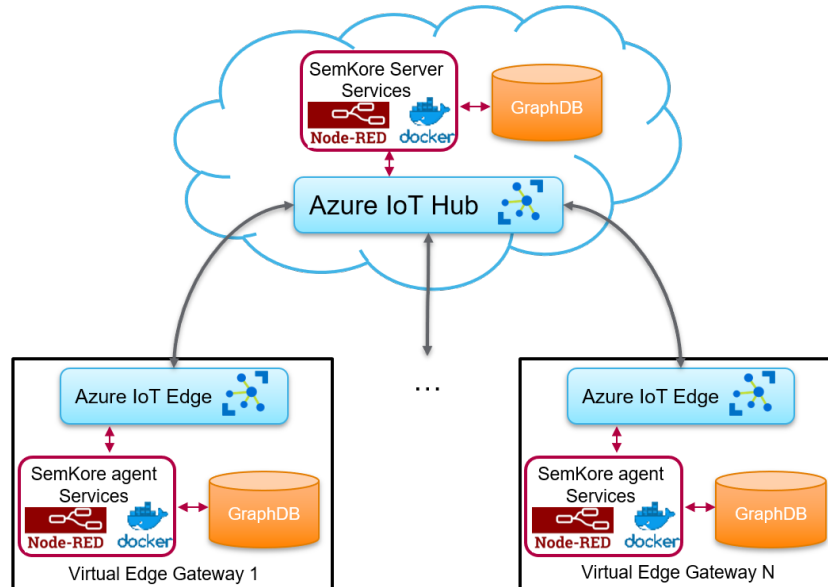 SemKore Server
Services
Node-RED
docker
GraphDB
Azure IoT Hub
...
Azure IoT Edge
SemKore agent
Services
Node-RED
docker
GraphDB
Virtual Edge Gateway 1
Azure IoT Edge
SemKore agent
Services
Node-RED
docker
GraphDB
Virtual Edge Gateway N